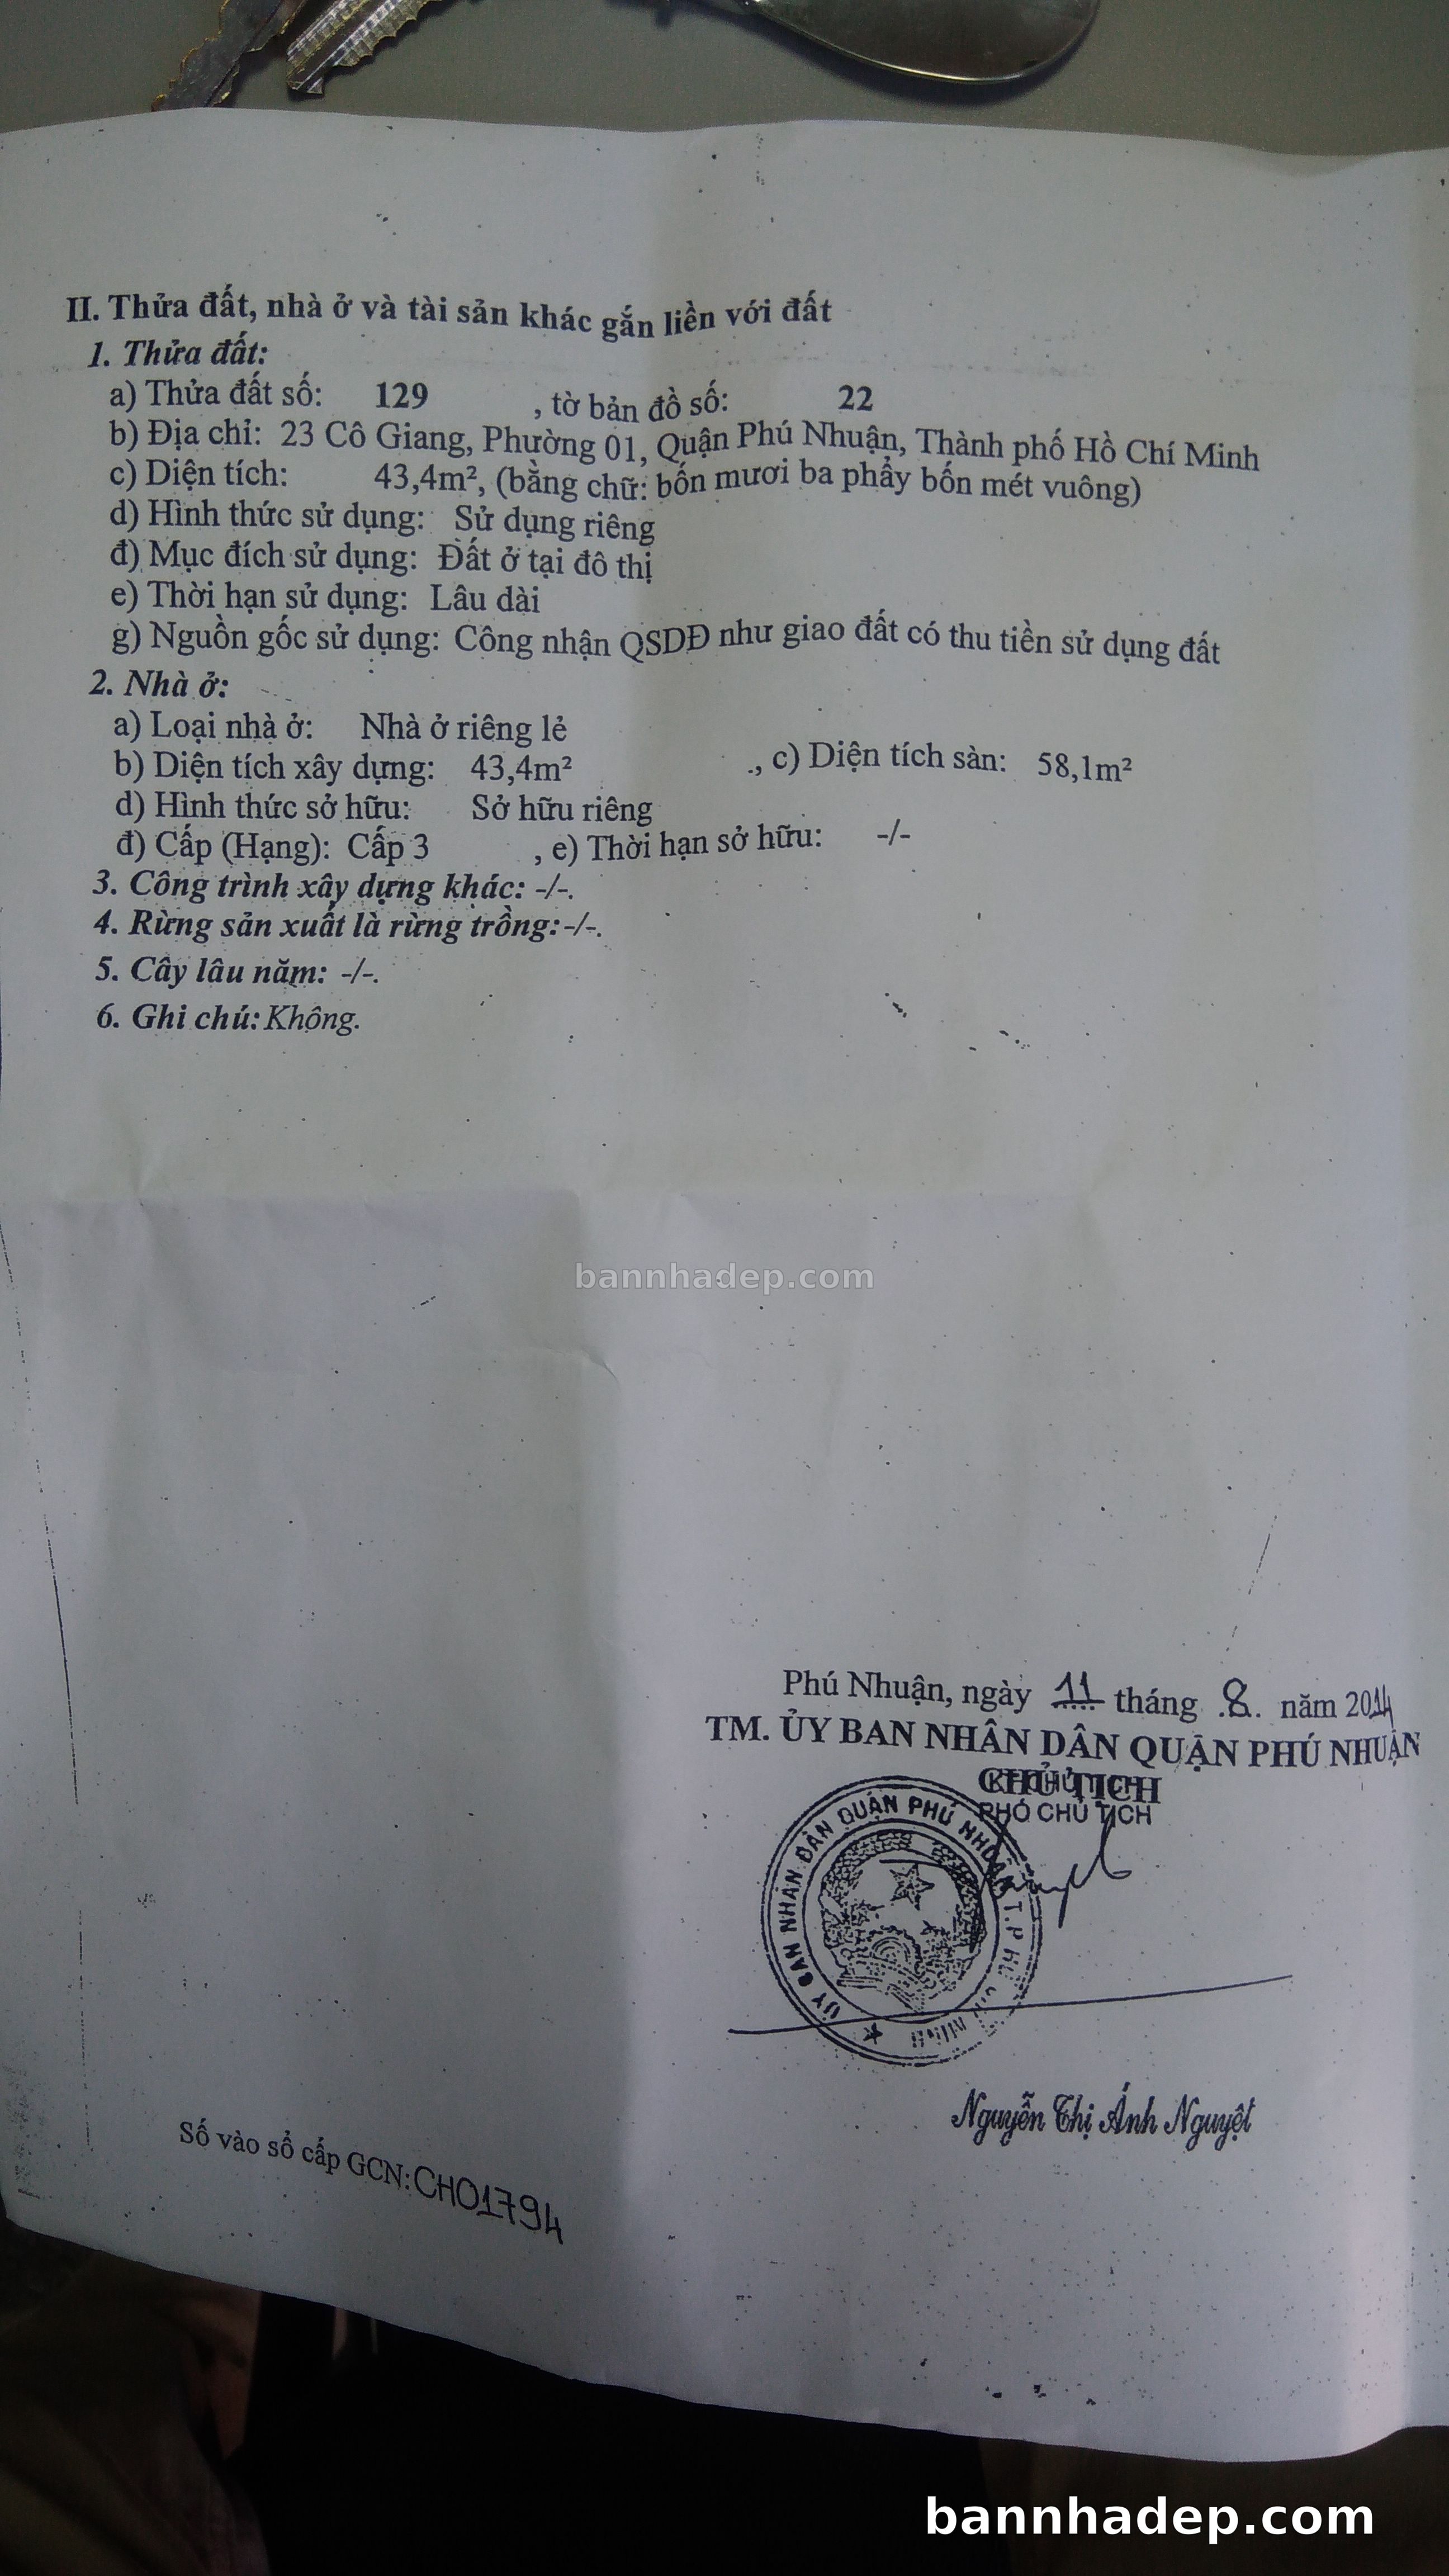 II. Thửa đất, nhà ở và tài sản khác gắn liền với đất
1. Thửa đất:
a) Thửa đất số: 129 , tờ bản đồ số: 22
b) Địa chỉ: 23 Cô Giang, Phường 01, Quận Phú Nhuận, Thành phố Hồ Chí Minh
c) Diện tích: 43,4m², (bằng chữ: bốn mươi ba phẩy bốn mét vuông)
d) Hình thức sử dụng: Sử dụng riêng
đ) Mục đích sử dụng: Đất ở tại đô thị
e) Thời hạn sử dụng: Lâu dài
g) Nguồn gốc sử dụng: Công nhận QSDĐ như giao đất có thu tiền sử dụng đất
2. Nhà ở:
a) Loại nhà ở: Nhà ở riêng lẻ
b) Diện tích xây dựng: 43,4m² , c) Diện tích sàn: 58,1m²
d) Hình thức sở hữu: Sở hữu riêng
đ) Cấp (Hạng): Cấp 3 , e) Thời hạn sở hữu: -/-
3. Công trình xây dựng khác: -/-.
4. Rừng sản xuất là rừng trồng: -/-.
5. Cây lâu năm: -/-.
6. Ghi chú: Không.
bannhadep.com
Phú Nhuận, ngày 11 tháng 8 năm 2014
TM. ỦY BAN NHÂN DÂN QUẬN PHÚ NHUẬN
CHỦ TỊCH
PHÓ CHỦ TỊCH
ỦY BAN NHÂN DÂN QUẬN PHÚ NHUẬN T.P HỒ CHÍ MINH
Nguyễn Thị Ánh Nguyệt
Số vào sổ cấp GCN: CH01794
bannhadep.com